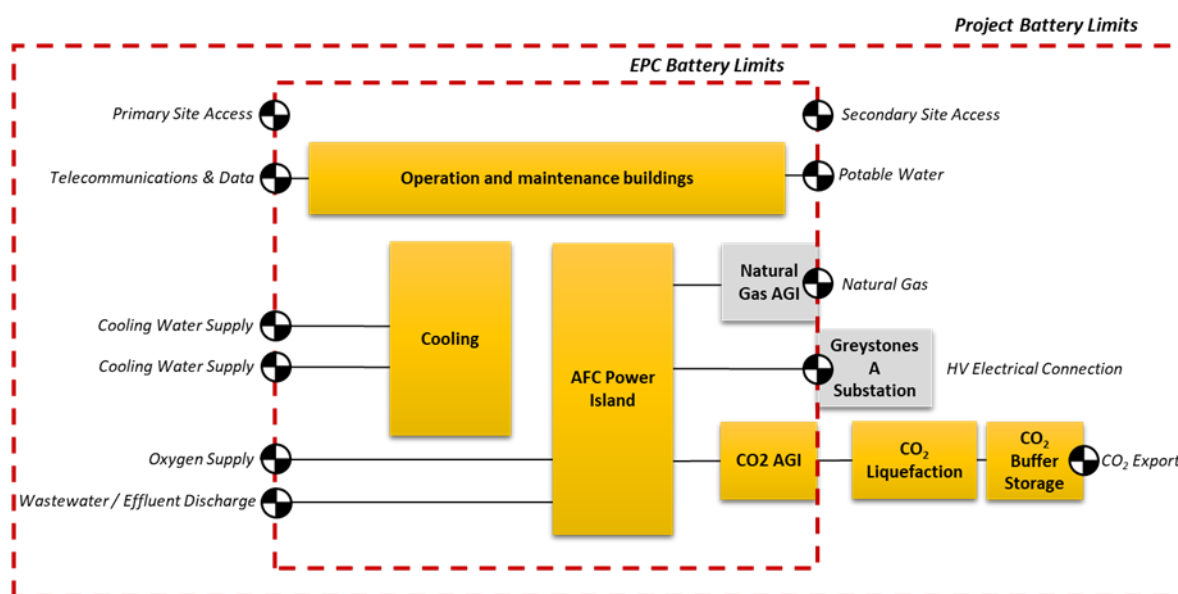 Project Battery Limits
EPC Battery Limits
Primary Site Access
Secondary Site Access
Telecommunications & Data
Operation and maintenance buildings
Potable Water
Natural
Gas AGI
Natural Gas
Cooling Water Supply
Cooling
Cooling Water Supply
AFC Power
Island
Greystones
A
Substation
HV Electrical Connection
Oxygen Supply
CO2 AGI
CO₂
Liquefaction
CO₂
Buffer
Storage
CO₂ Export
Wastewater / Effluent Discharge